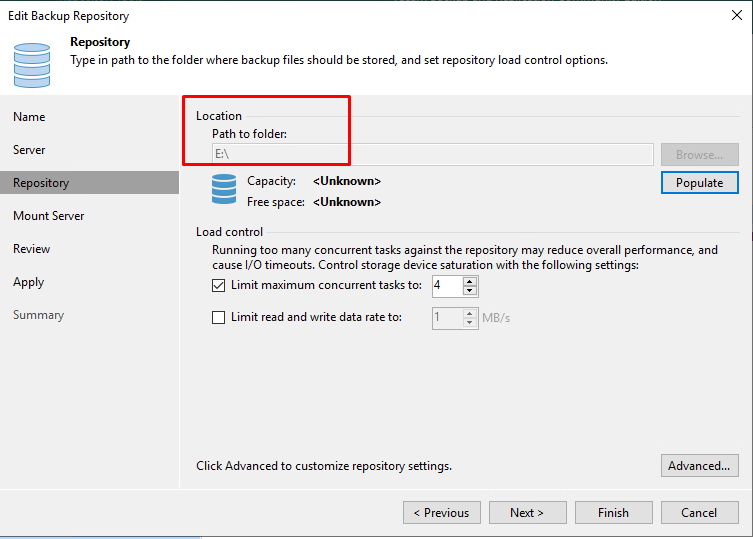 Edit Backup Repository
Repository
Type in path to the folder where backup files should be stored, and set repository load control options.
Name
Server
Repository
Mount Server
Review
Apply
Summary
Location
Path to folder:
E:\
Browse...
Capacity: <Unknown>
Populate
Free space: <Unknown>
Load control
Running too many concurrent tasks against the repository may reduce overall performance, and
cause I/O timeouts. Control storage device saturation with the following settings:
Limit maximum concurrent tasks to: 4
Limit read and write data rate to: 1 MB/s
Click Advanced to customize repository settings.
Advanced...
< Previous
Next >
Finish
Cancel